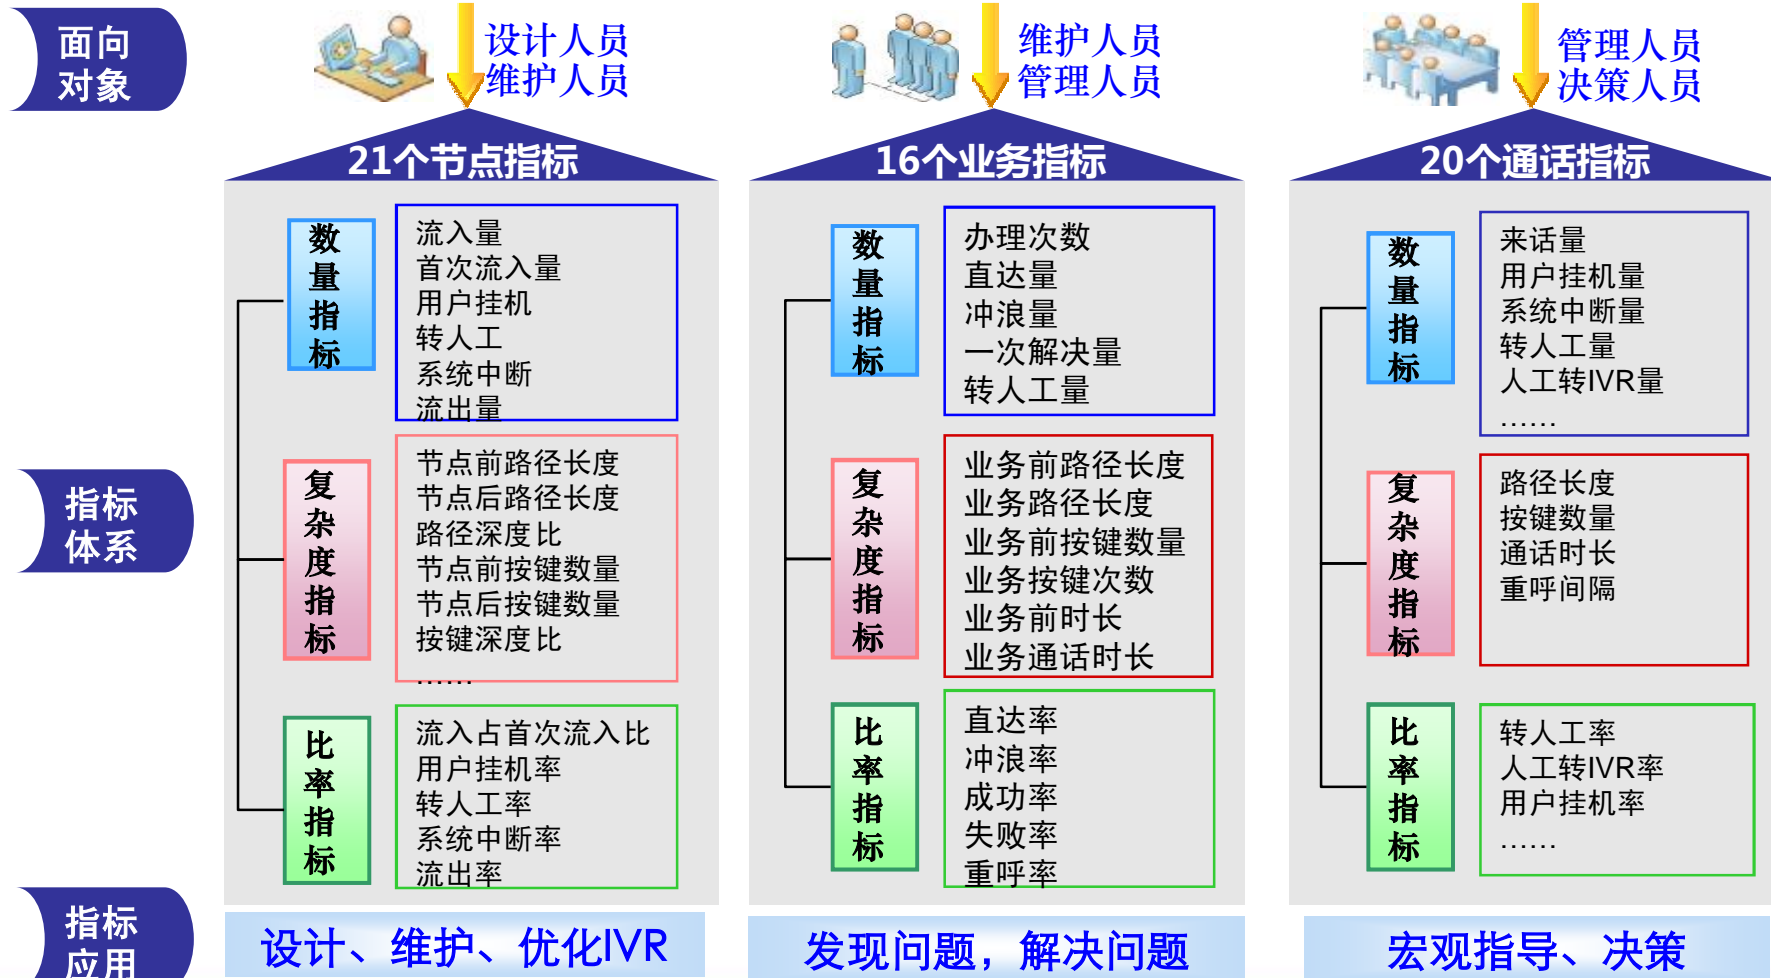 面向
对象
设计人员
维护人员
维护人员
管理人员
管理人员
决策人员
指标
体系
21个节点指标
数量指标
流入量
首次流入量
用户挂机
转人工
系统中断
流出量
复杂度指标
节点前路径长度
节点后路径长度
路径深度比
节点前按键数量
节点后按键数量
按键深度比
......
比率指标
流入占首次流入比
用户挂机率
转人工率
系统中断率
流出率
16个业务指标
数量指标
办理次数
直达量
冲浪量
一次解决量
转人工量
复杂度指标
业务前路径长度
业务路径长度
业务前按键数量
业务按键次数
业务前时长
业务通话时长
比率指标
直达率
冲浪率
成功率
失败率
重呼率
20个通话指标
数量指标
来话量
用户挂机量
系统中断量
转人工量
人工转IVR量
......
复杂度指标
路径长度
按键数量
通话时长
重呼间隔
比率指标
转人工率
人工转IVR率
用户挂机率
......
指标
应用
设计、维护、优化IVR
发现问题，解决问题
宏观指导、决策